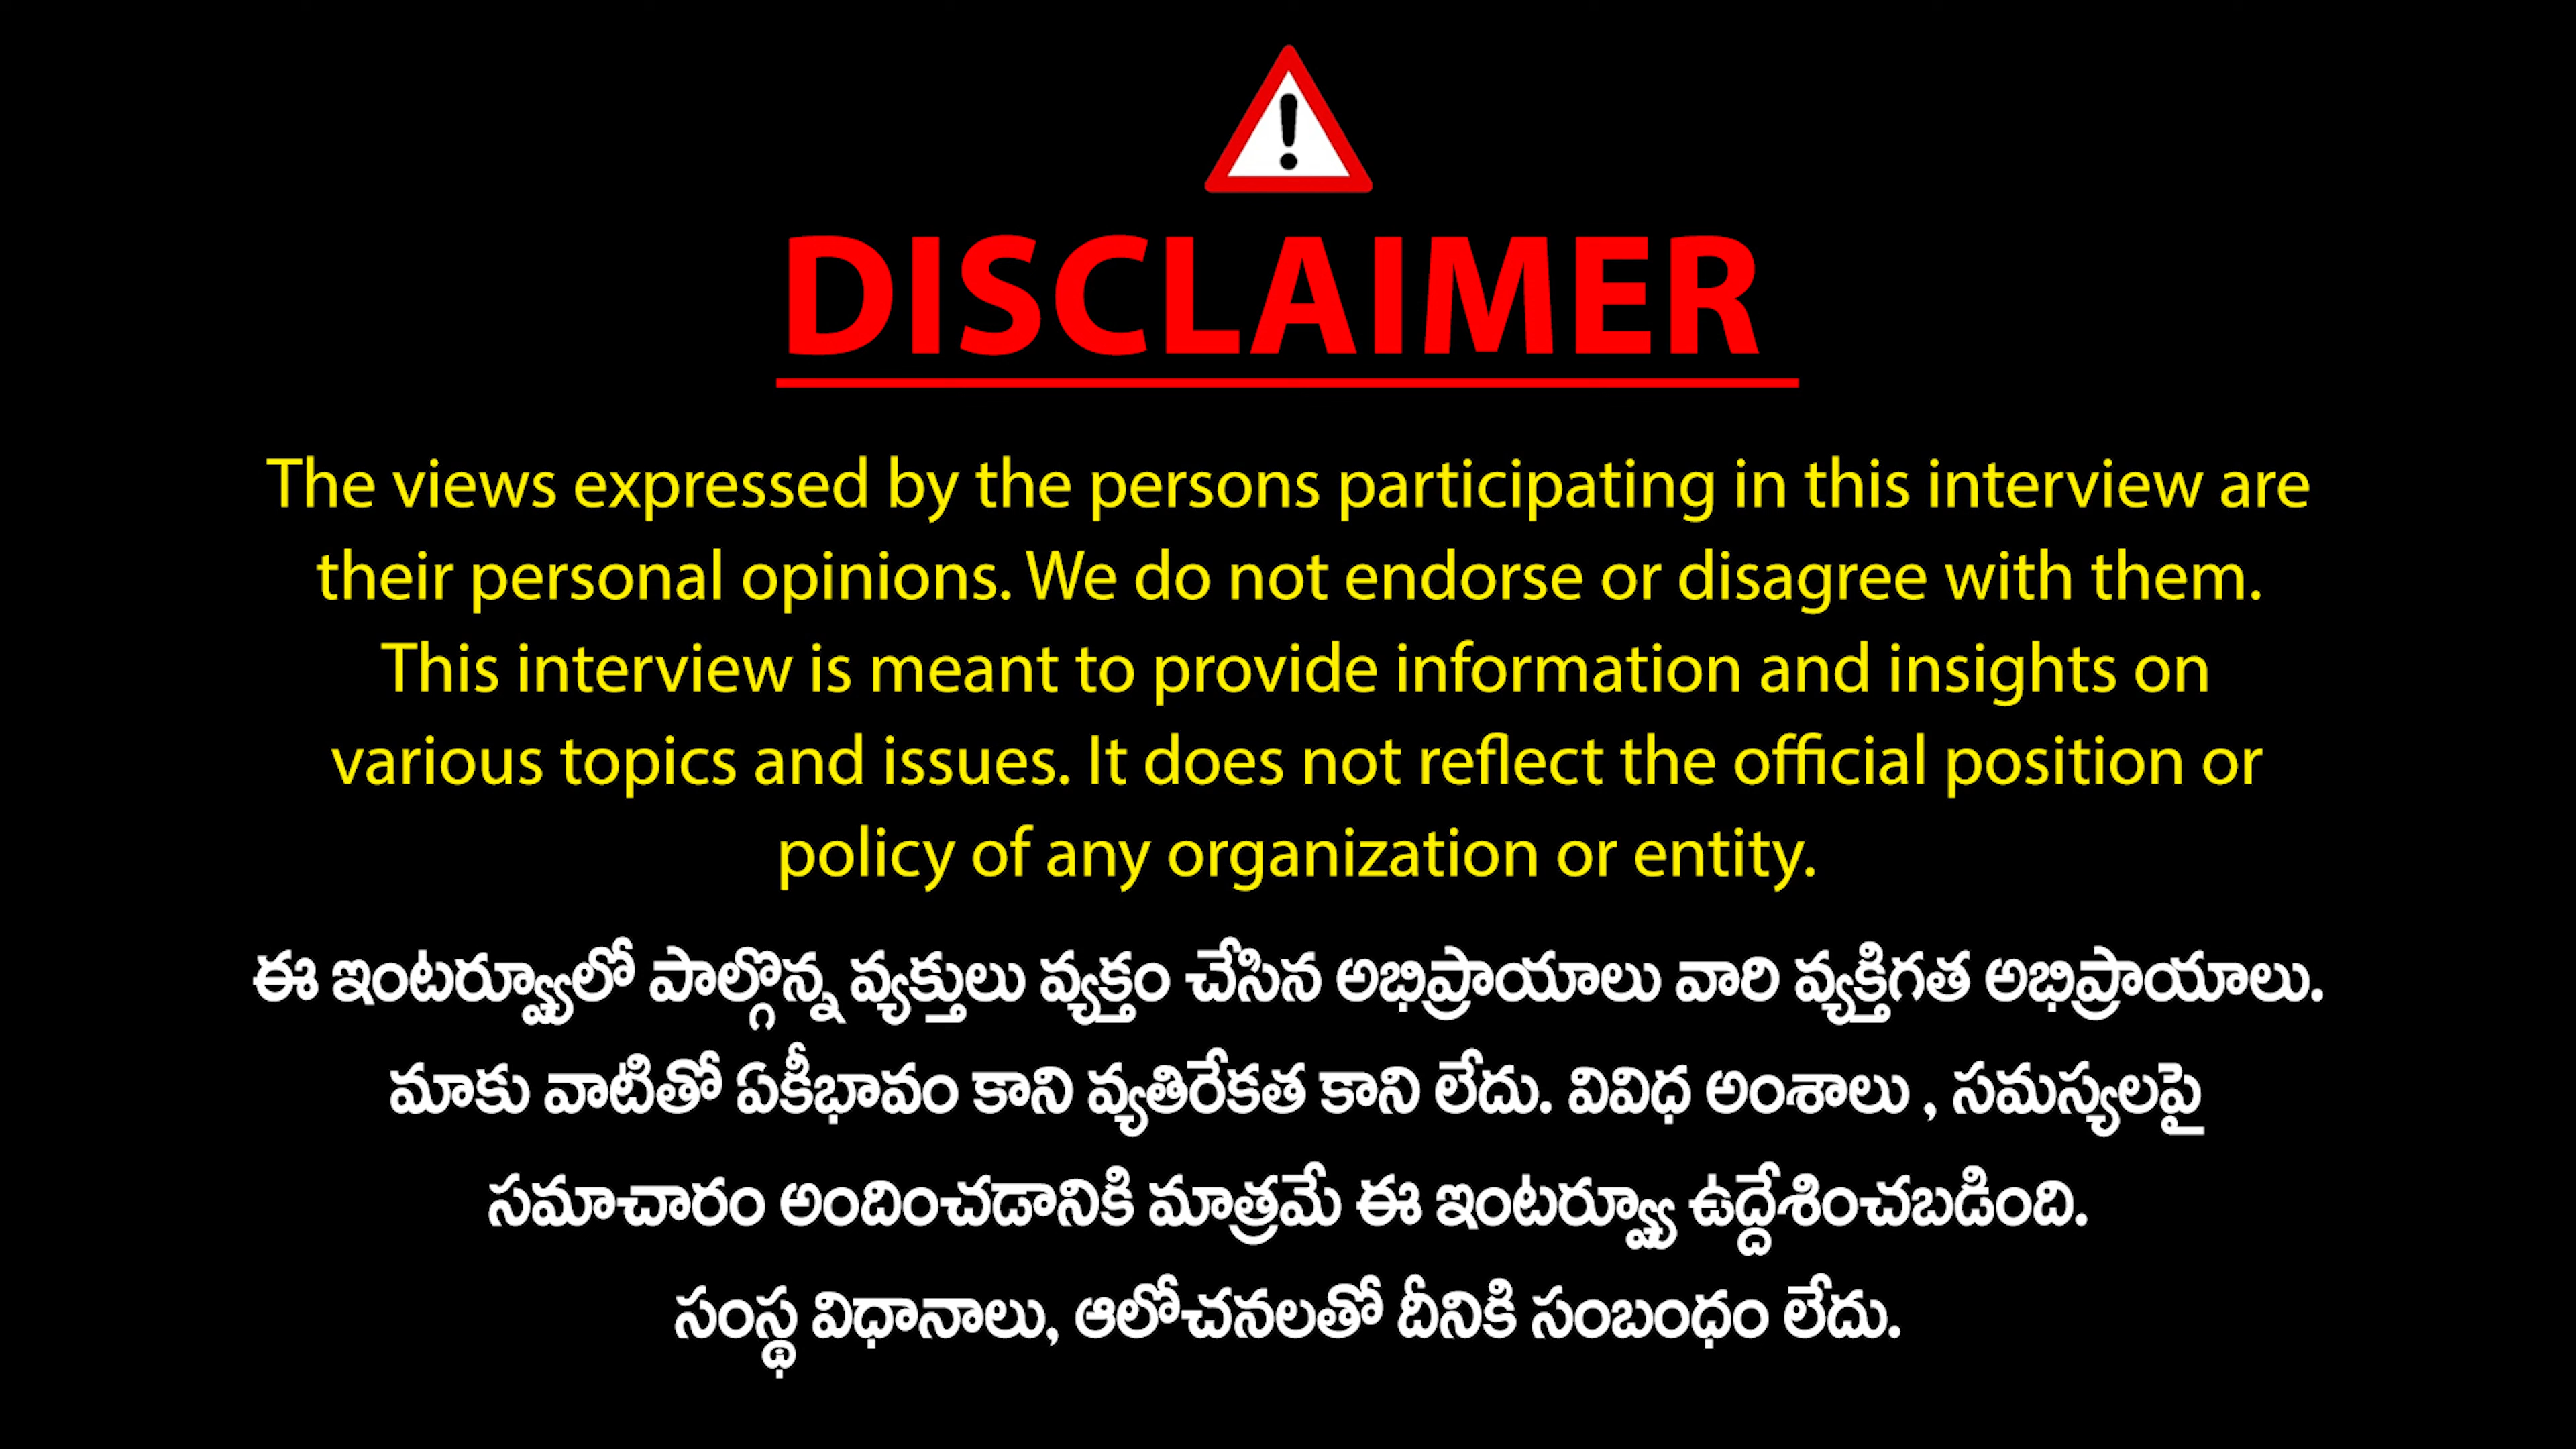 DISCLAIMER
The views expressed by the persons participating in this interview are
their personal opinions. We do not endorse or disagree with them.
This interview is meant to provide information and insights on
various topics and issues. It does not reflect the official position or
policy of any organization or entity.
ఈ ఇంటర్వ్యూలో పాల్గొన్న వ్యక్తులు వ్యక్తం చేసిన అభిప్రాయాలు వారి వ్యక్తిగత అభిప్రాయాలు.
మాకు వాటితో ఏకీభావం కాని వ్యతిరేకత కాని లేదు. వివిధ అంశాలు , సమస్యలపై
సమాచారం అందించడానికి మాత్రమే ఈ ఇంటర్వ్యూ ఉద్దేశించబడింది.
సంస్థ విధానాలు, ఆలోచనలతో దీనికి సంబంధం లేదు.